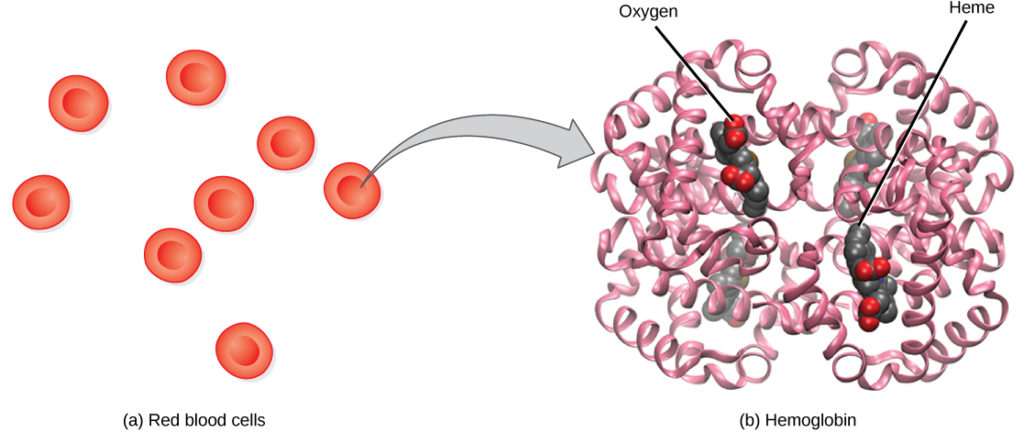 Oxygen
Heme
(a) Red blood cells
(b) Hemoglobin